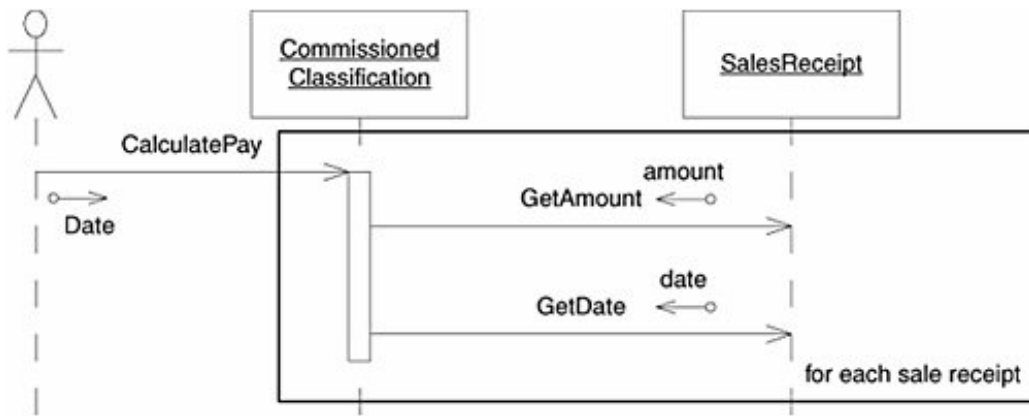 Commissioned
Classification
SalesReceipt
CalculatePay
Date
amount
GetAmount
date
GetDate
for each sale receipt